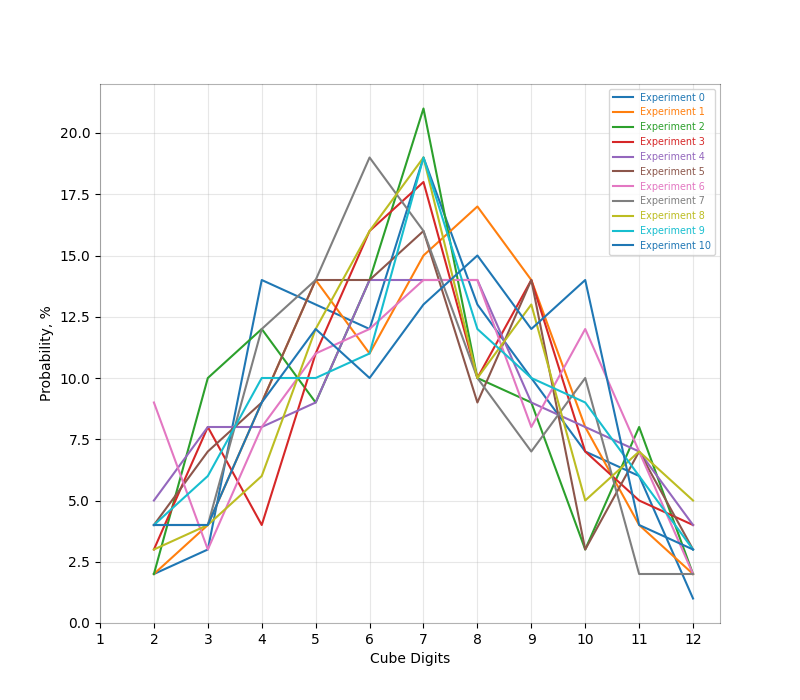 20.0
17.5
15.0
12.5
10.0
7.5
5.0
2.5
0.0
Probability, %
1 2 3 4 5 6 7 8 9 10 11 12
Cube Digits
Experiment 0
Experiment 1
Experiment 2
Experiment 3
Experiment 4
Experiment 5
Experiment 6
Experiment 7
Experiment 8
Experiment 9
Experiment 10